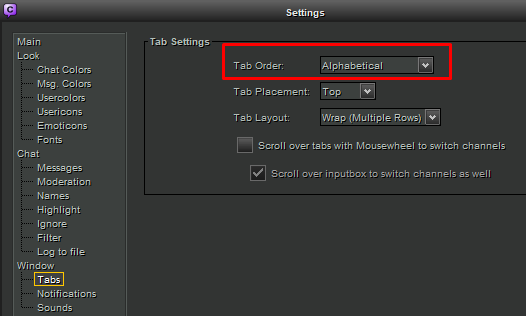 Settings
Main
Look
Chat Colors
Msg. Colors
Usercolors
Usericons
Emoticons
Fonts
Chat
Messages
Moderation
Names
Highlight
Ignore
Filter
Log to file
Window
Tabs
Notifications
Sounds
Tab Settings
Tab Order: Alphabetical
Tab Placement: Top
Tab Layout: Wrap (Multiple Rows)
Scroll over tabs with Mousewheel to switch channels
Scroll over inputbox to switch channels as well